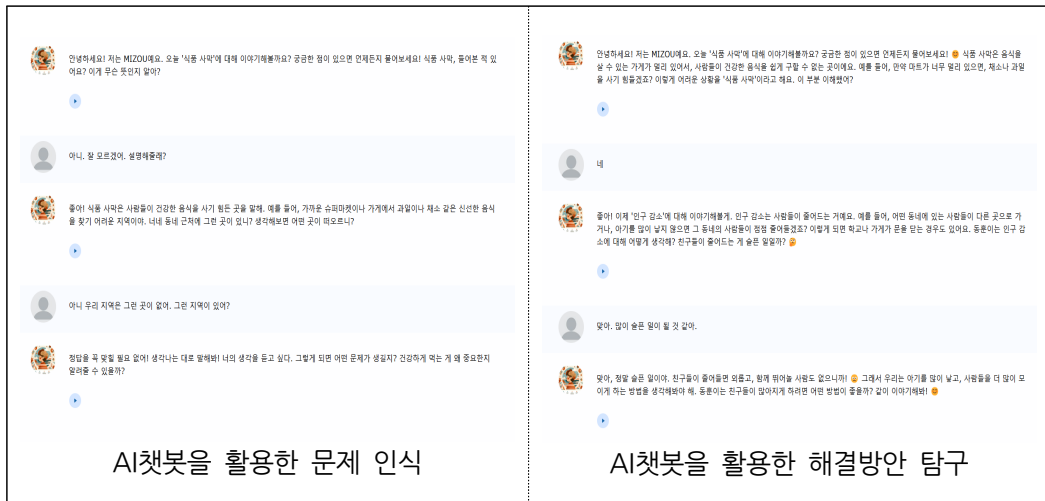 안녕하세요! 저는 MIZOU예요. 오늘 '식품 사막'에 대해 이야기해볼까요? 궁금한 점이 있으면 언제든지 물어보세요! 식품 사막, 들어본 적 있
어요? 이게 무슨 뜻인지 알아?
아니. 잘 모르겠어. 설명해줄래?
좋아! 식품 사막은 사람들이 건강한 음식을 사기 힘든 곳을 말해. 예를 들어, 가까운 슈퍼마켓이나 가게에서 과일이나 채소 같은 신선한 음식
을 찾기 어려운 지역이야. 너네 동네 근처에 그런 곳이 있니? 생각해보면 어떤 곳이 떠오르니?
아니 우리 지역은 그런 곳이 없어. 그런 지역이 있어?
정답을 꼭 맞힐 필요 없어! 생각나는 대로 말해봐! 너의 생각을 듣고 싶다. 그렇게 되면 어떤 문제가 생길지? 건강하게 먹는 게 왜 중요한지
알려줄 수 있을까?
AI챗봇을 활용한 문제 인식
안녕하세요! 저는 MIZOU예요. 오늘 '식품 사막'에 대해 이야기해볼까요? 궁금한 점이 있으면 언제든지 물어보세요! 😊 식품 사막은 음식을
살 수 있는 가게가 멀리 있어서, 사람들이 건강한 음식을 쉽게 구할 수 없는 곳이에요. 예를 들어, 만약 마트가 너무 멀리 있으면, 채소나 과일
을 사기 힘들겠죠? 이렇게 어려운 상황을 '식품 사막'이라고 해요. 이 부분 이해했어?
네
좋아! 이제 '인구 감소'에 대해 이야기해볼게. 인구 감소는 사람들이 줄어드는 거예요. 예를 들어, 어떤 동네에 있는 사람들이 다른 곳으로 가
거나, 아기를 많이 낳지 않으면 그 동네의 사람들이 점점 줄어들겠죠? 이렇게 되면 학교나 가게가 문을 닫는 경우도 있어요. 동훈이는 인구 감
소에 대해 어떻게 생각해? 친구들이 줄어드는 게 슬픈 일일까? 🤔
맞아. 많이 슬픈 일이 될 것 같아.
맞아, 정말 슬픈 일이야. 친구들이 줄어들면 외롭고, 함께 뛰어놀 사람도 없으니까! 😢 그래서 우리는 아기를 많이 낳고, 사람들을 더 많이 모
이게 하는 방법을 생각해봐야 해. 동훈이는 친구들이 많아지게 하려면 어떤 방법이 좋을까? 같이 이야기해봐! 😊
AI챗봇을 활용한 해결방안 탐구